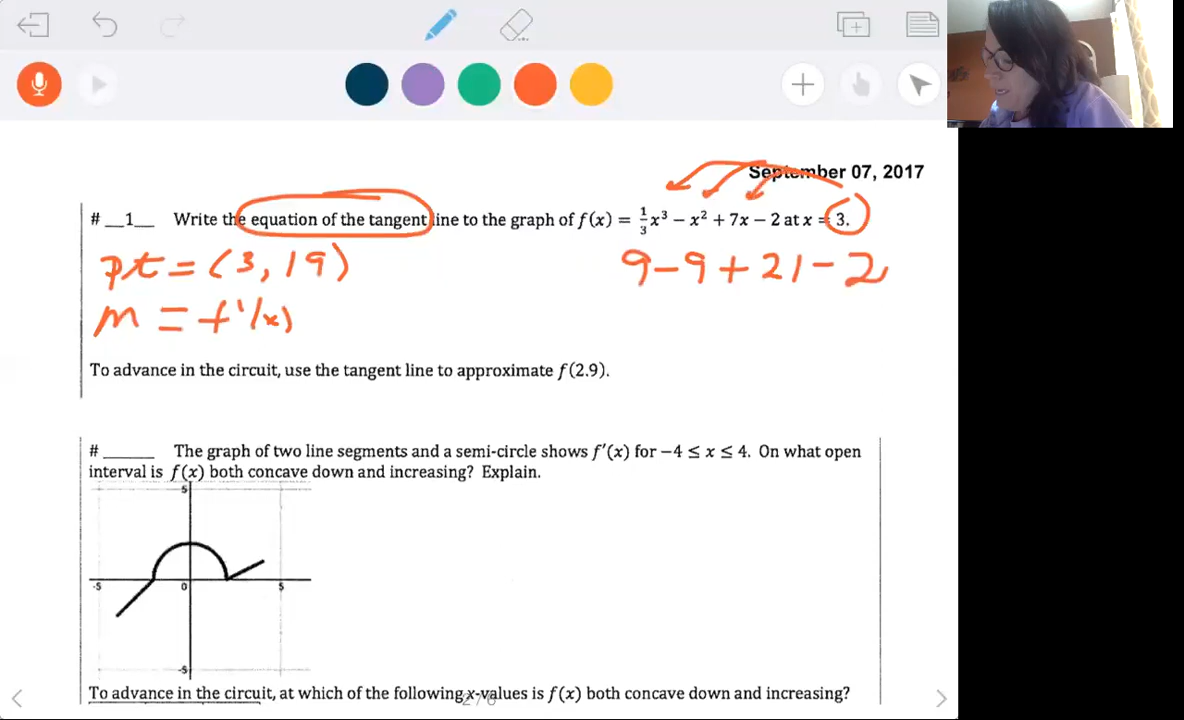 September 07, 2017
# __1__ Write the equation of the tangent line to the graph of f(x) = 1/3 x³ − x² + 7x − 2 at x = 3.
pt = (3, 19)
9 − 9 + 21 − 2
m = f'(x)
To advance in the circuit, use the tangent line to approximate f(2.9).
# ______ The graph of two line segments and a semi-circle shows f′(x) for −4 ≤ x ≤ 4. On what open
interval is f(x) both concave down and increasing? Explain.
5
-5 0 5
-5
To advance in the circuit, at which of the following x-values is f(x) both concave down and increasing?